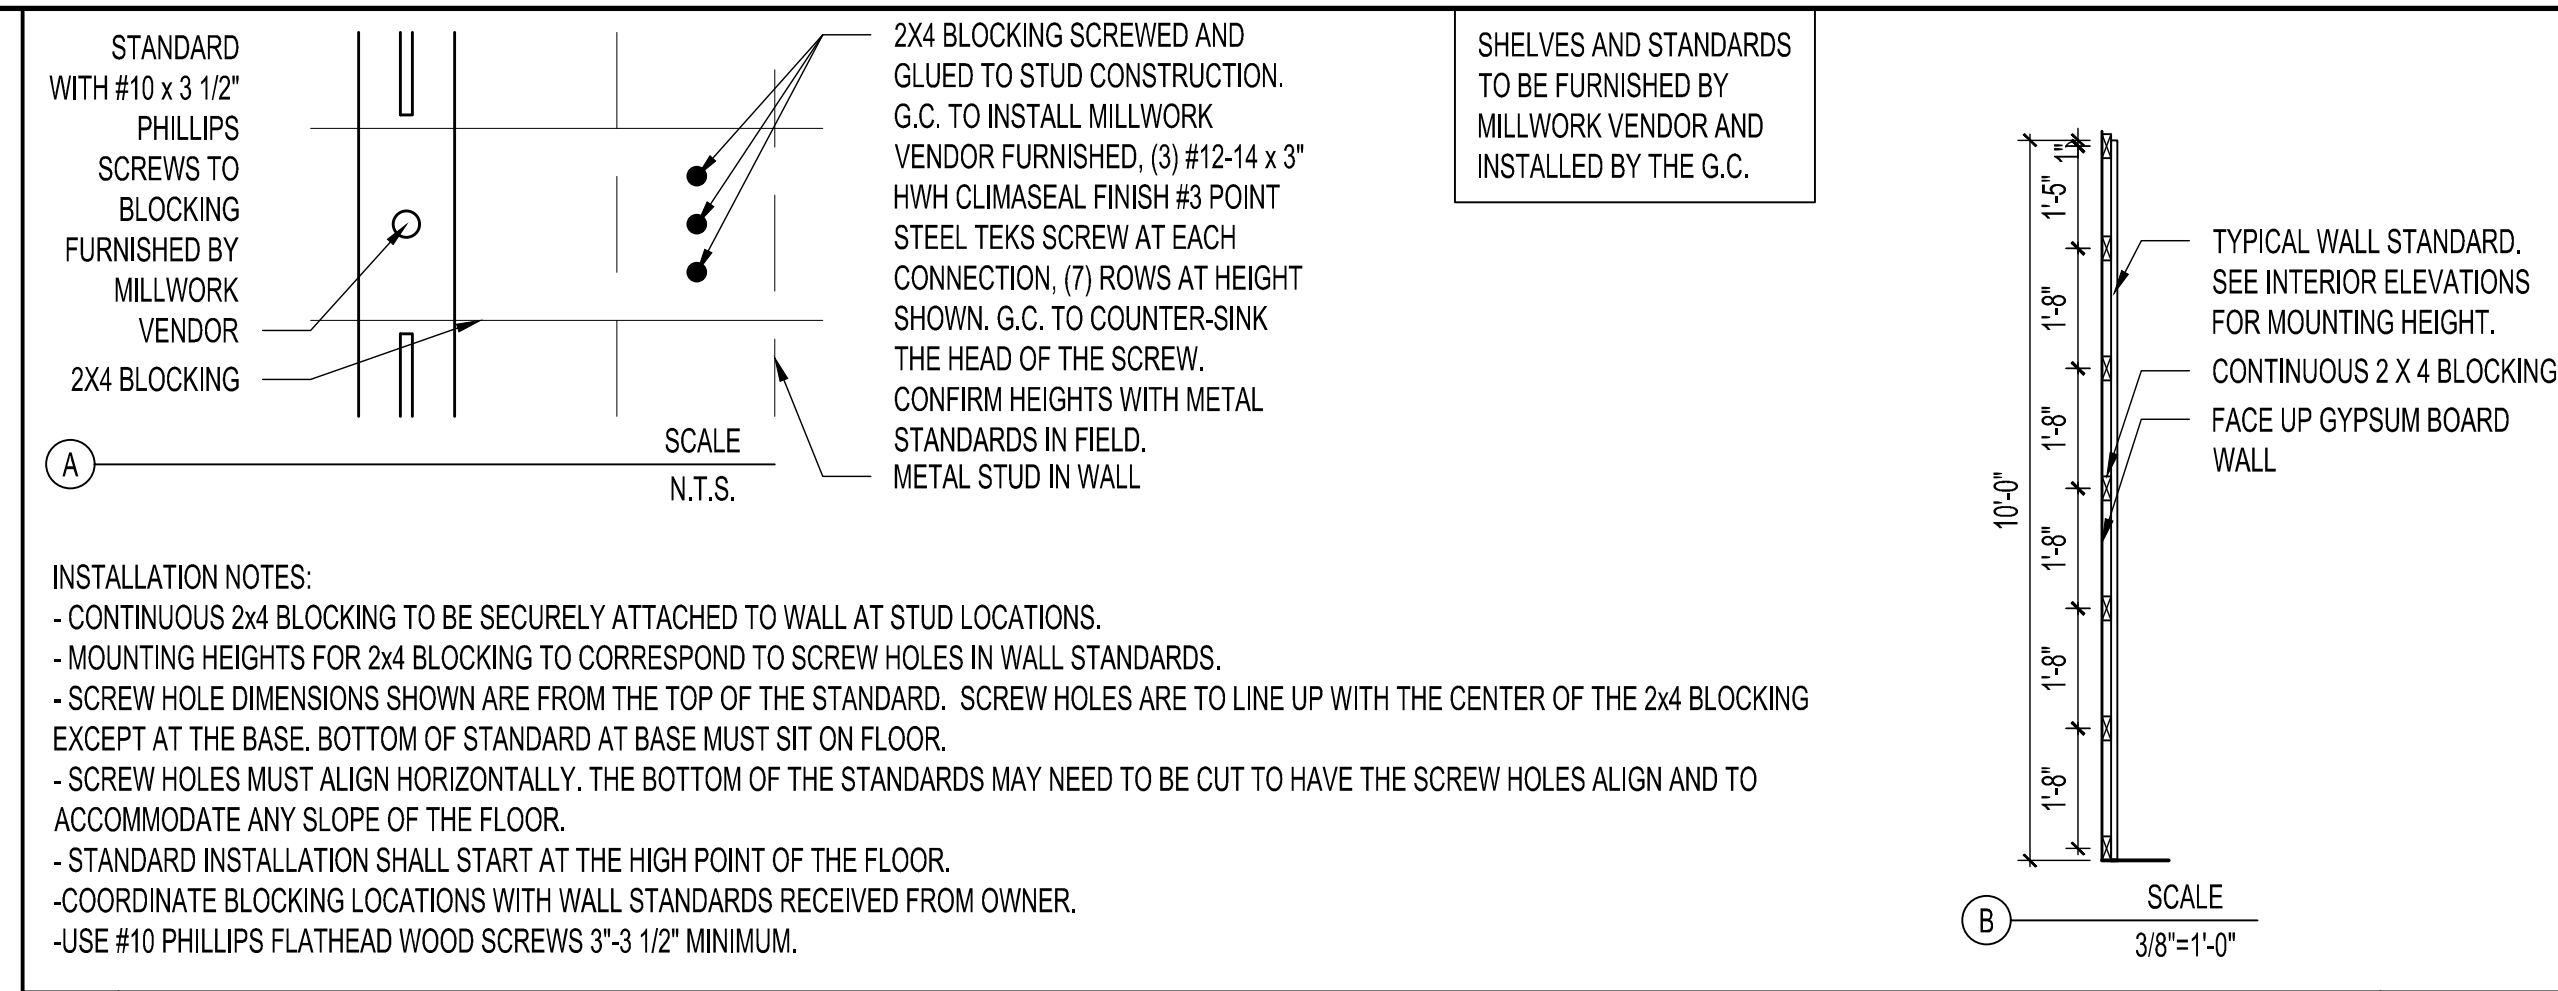 STANDARD
WITH #10 x 3 1/2"
PHILLIPS
SCREWS TO
BLOCKING
FURNISHED BY
MILLWORK
VENDOR
2X4 BLOCKING
2X4 BLOCKING SCREWED AND
GLUED TO STUD CONSTRUCTION.
G.C. TO INSTALL MILLWORK
VENDOR FURNISHED, (3) #12-14 x 3"
HWH CLIMASEAL FINISH #3 POINT
STEEL TEKS SCREW AT EACH
CONNECTION, (7) ROWS AT HEIGHT
SHOWN. G.C. TO COUNTER-SINK
THE HEAD OF THE SCREW.
CONFIRM HEIGHTS WITH METAL
STANDARDS IN FIELD.
METAL STUD IN WALL
A
SCALE
N.T.S.
SHELVES AND STANDARDS
TO BE FURNISHED BY
MILLWORK VENDOR AND
INSTALLED BY THE G.C.
INSTALLATION NOTES:
- CONTINUOUS 2x4 BLOCKING TO BE SECURELY ATTACHED TO WALL AT STUD LOCATIONS.
- MOUNTING HEIGHTS FOR 2x4 BLOCKING TO CORRESPOND TO SCREW HOLES IN WALL STANDARDS.
- SCREW HOLE DIMENSIONS SHOWN ARE FROM THE TOP OF THE STANDARD. SCREW HOLES ARE TO LINE UP WITH THE CENTER OF THE 2x4 BLOCKING
EXCEPT AT THE BASE. BOTTOM OF STANDARD AT BASE MUST SIT ON FLOOR.
- SCREW HOLES MUST ALIGN HORIZONTALLY. THE BOTTOM OF THE STANDARDS MAY NEED TO BE CUT TO HAVE THE SCREW HOLES ALIGN AND TO
ACCOMMODATE ANY SLOPE OF THE FLOOR.
- STANDARD INSTALLATION SHALL START AT THE HIGH POINT OF THE FLOOR.
-COORDINATE BLOCKING LOCATIONS WITH WALL STANDARDS RECEIVED FROM OWNER.
-USE #10 PHILLIPS FLATHEAD WOOD SCREWS 3"-3 1/2" MINIMUM.
10'-0"
1"
1'-5"
1'-8"
1'-8"
1'-8"
1'-8"
1'-8"
TYPICAL WALL STANDARD.
SEE INTERIOR ELEVATIONS
FOR MOUNTING HEIGHT.
CONTINUOUS 2 X 4 BLOCKING
FACE UP GYPSUM BOARD
WALL
B
SCALE
3/8"=1'-0"